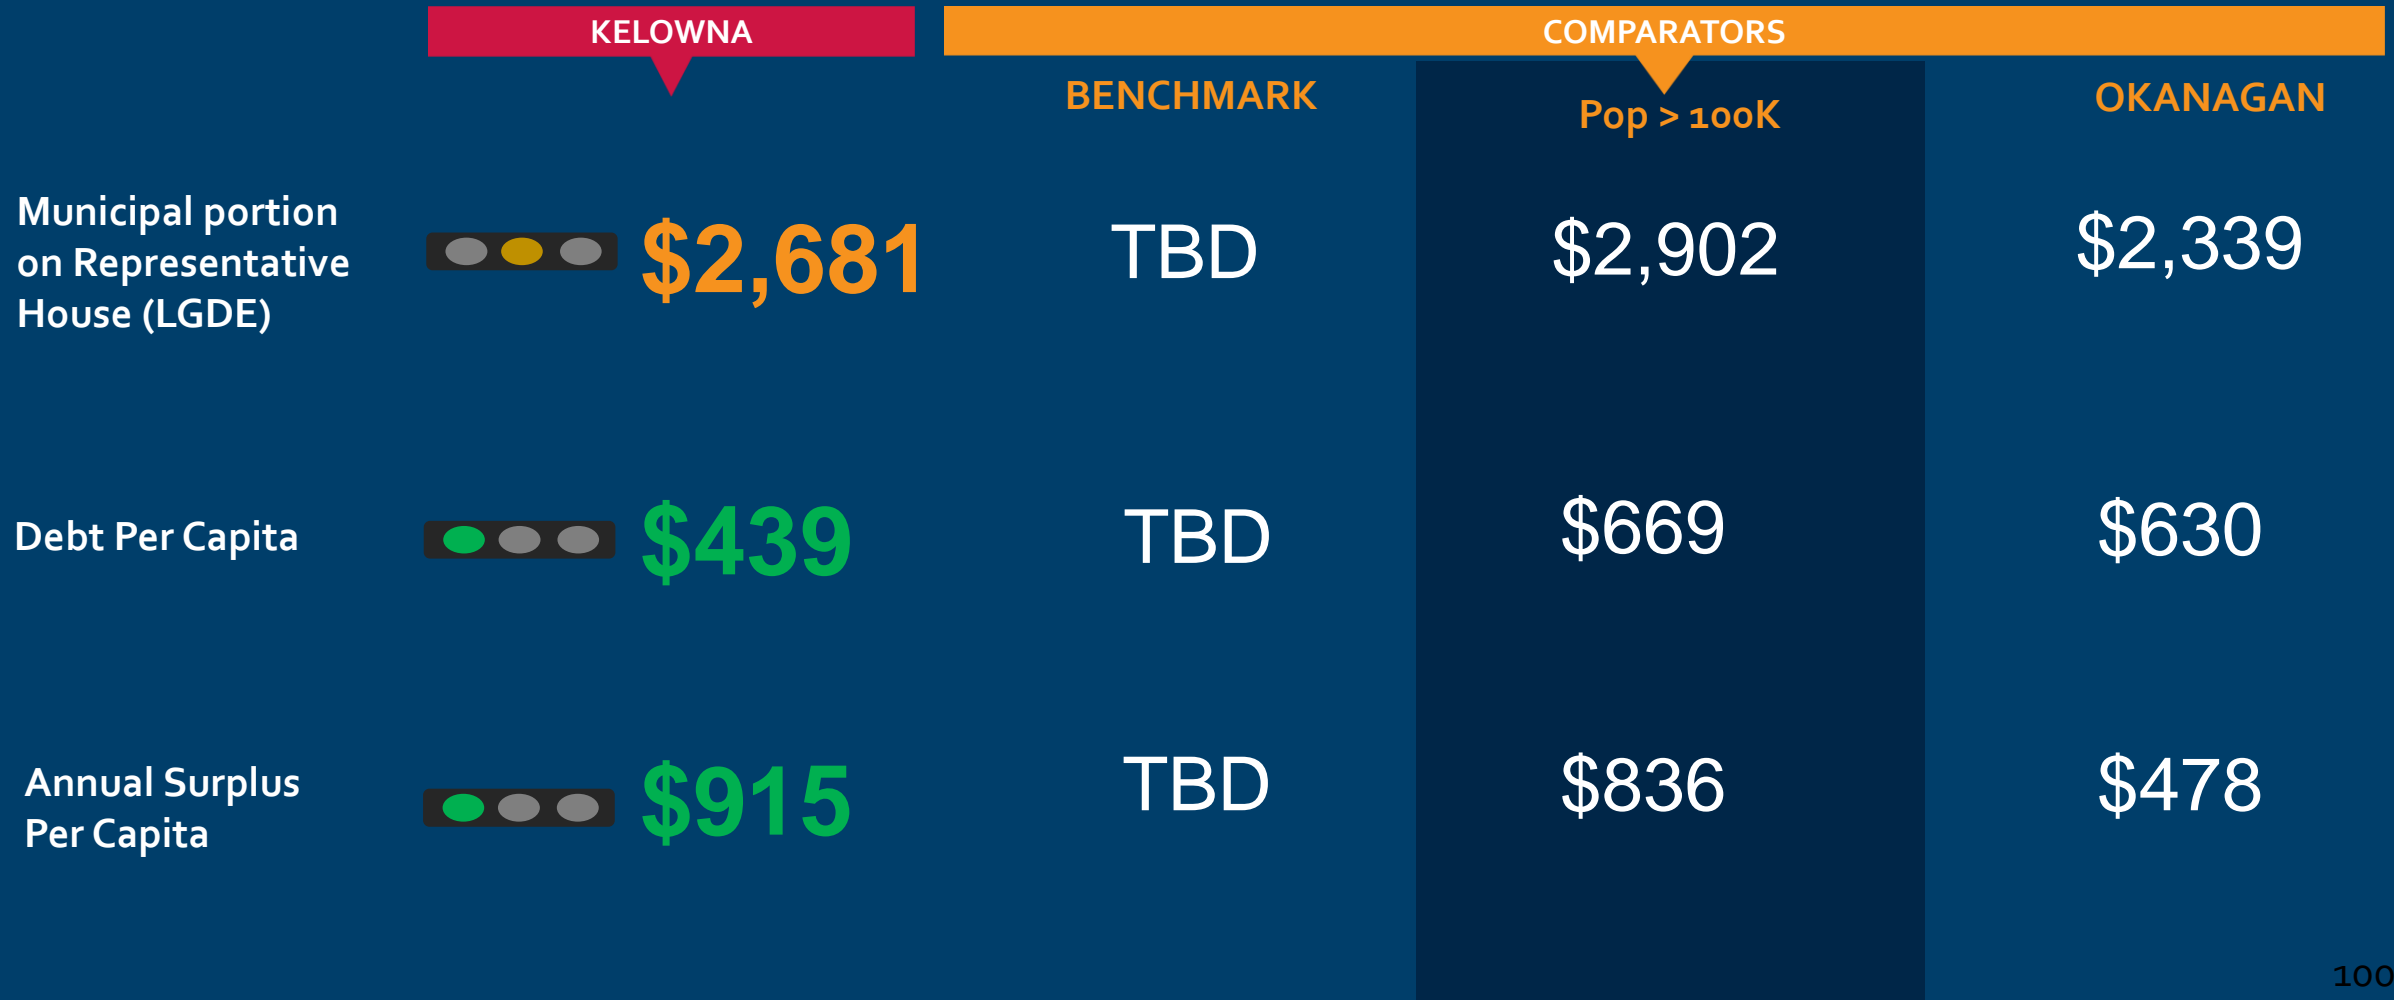 KELOWNA
COMPARATORS
BENCHMARK
Pop > 100K
OKANAGAN
Municipal portion
on Representative
House (LGDE)
$2,681
TBD
$2,902
$2,339
Debt Per Capita
$439
TBD
$669
$630
Annual Surplus
Per Capita
$915
TBD
$836
$478
100